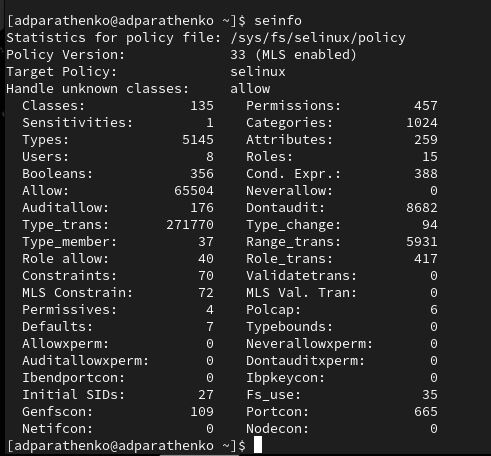 [adparathenko@adparathenko ~]$ seinfo
Statistics for policy file: /sys/fs/selinux/policy
Policy Version:             33 (MLS enabled)
Target Policy:              selinux
Handle unknown classes:     allow
  Classes:             135    Permissions:         457
  Sensitivities:         1    Categories:         1024
  Types:              5145    Attributes:          259
  Users:                 8    Roles:                15
  Booleans:            356    Cond. Expr.:         388
  Allow:             65504    Neverallow:            0
  Auditallow:          176    Dontaudit:          8682
  Type_trans:       271770    Type_change:          94
  Type_member:          37    Range_trans:        5931
  Role allow:           40    Role_trans:          417
  Constraints:          70    Validatetrans:         0
  MLS Constrain:        72    MLS Val. Tran:         0
  Permissives:           4    Polcap:                6
  Defaults:              7    Typebounds:            0
  Allowxperm:            0    Neverallowxperm:       0
  Auditallowxperm:       0    Dontauditxperm:        0
  Ibendportcon:          0    Ibpkeycon:             0
  Initial SIDs:         27    Fs_use:               35
  Genfscon:            109    Portcon:             665
  Netifcon:              0    Nodecon:               0
[adparathenko@adparathenko ~]$